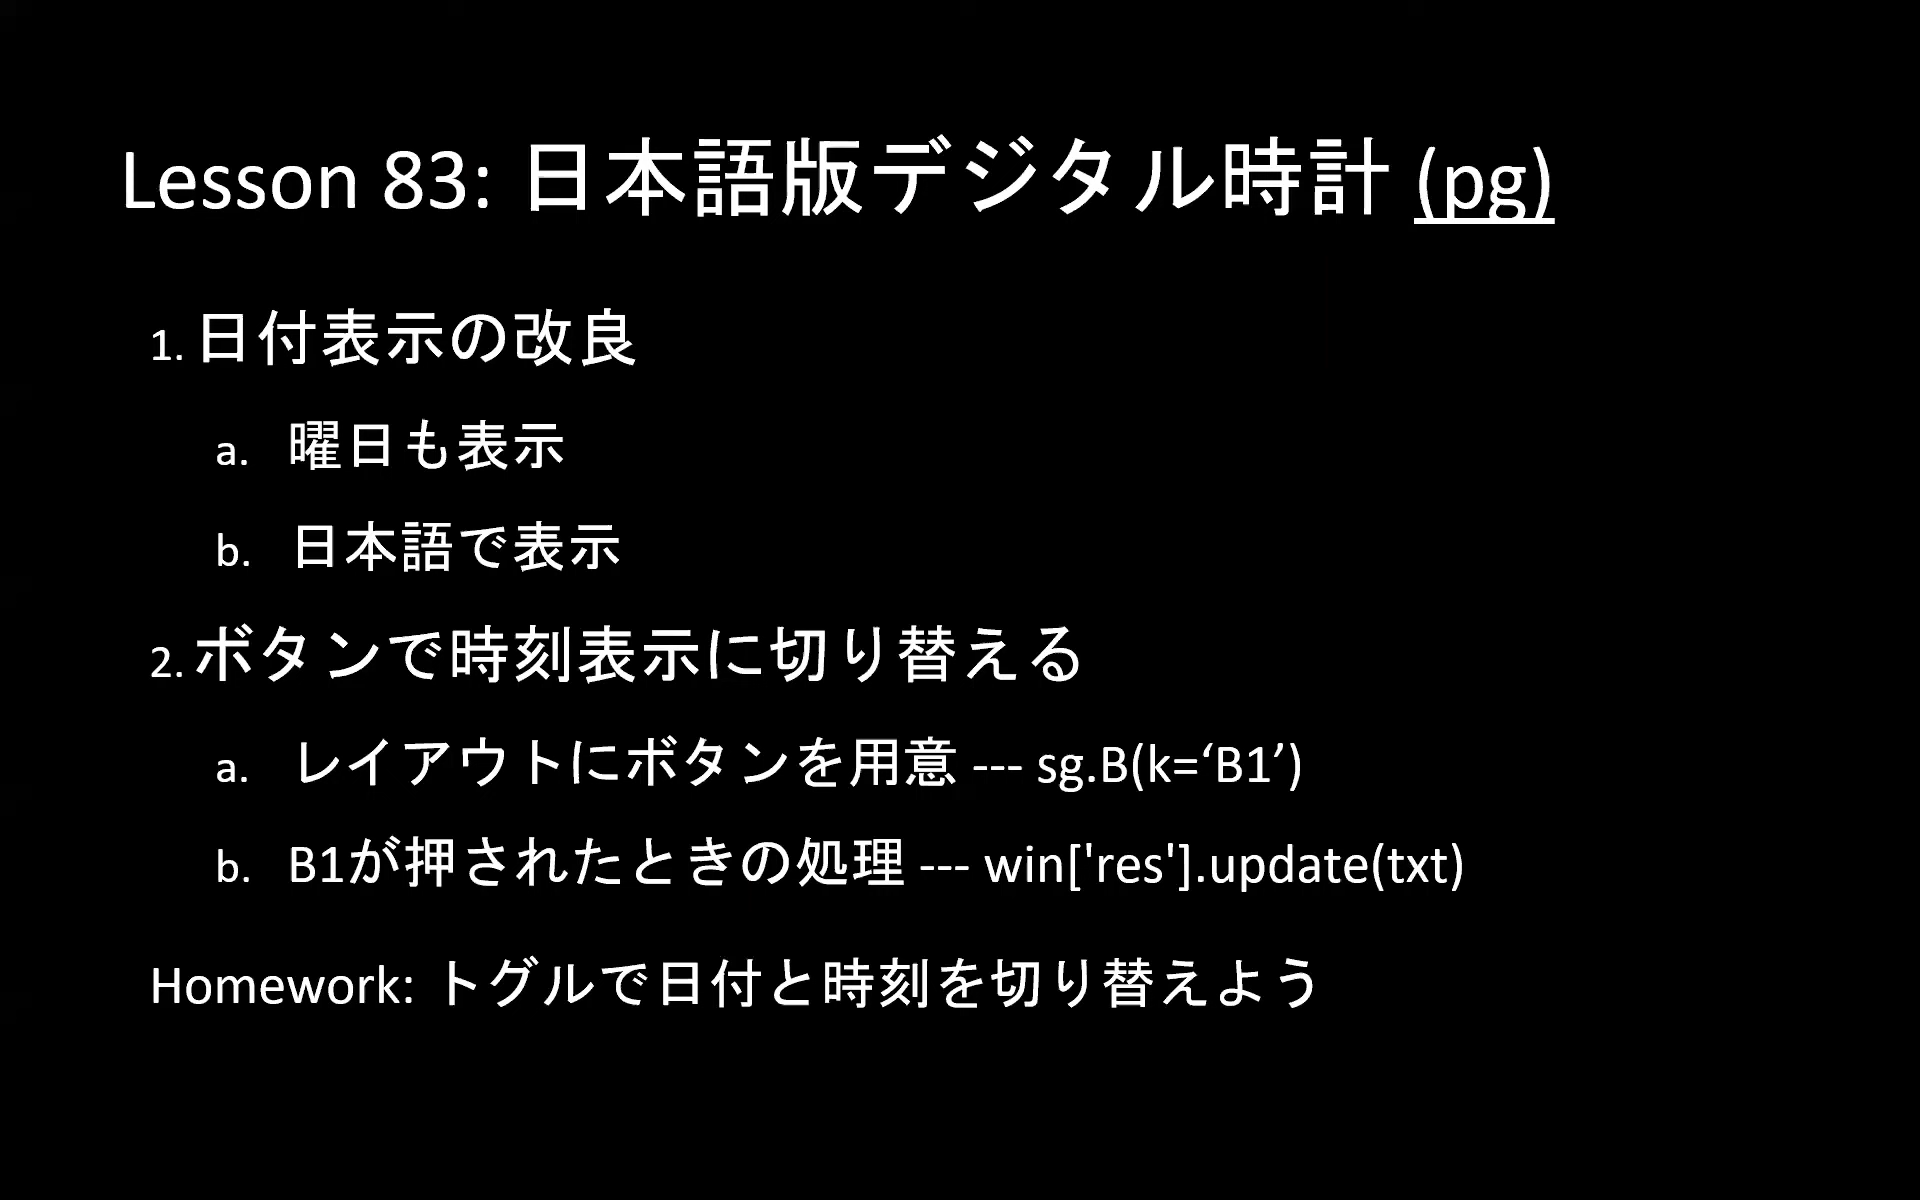 Lesson 83: 日本語版デジタル時計 (pg)
1. 日付表示の改良
a. 曜日も表示
b. 日本語で表示
2. ボタンで時刻表示に切り替える
a. レイアウトにボタンを用意 --- sg.B(k=‘B1’)
b. B1が押されたときの処理 --- win['res'].update(txt)
Homework: トグルで日付と時刻を切り替えよう